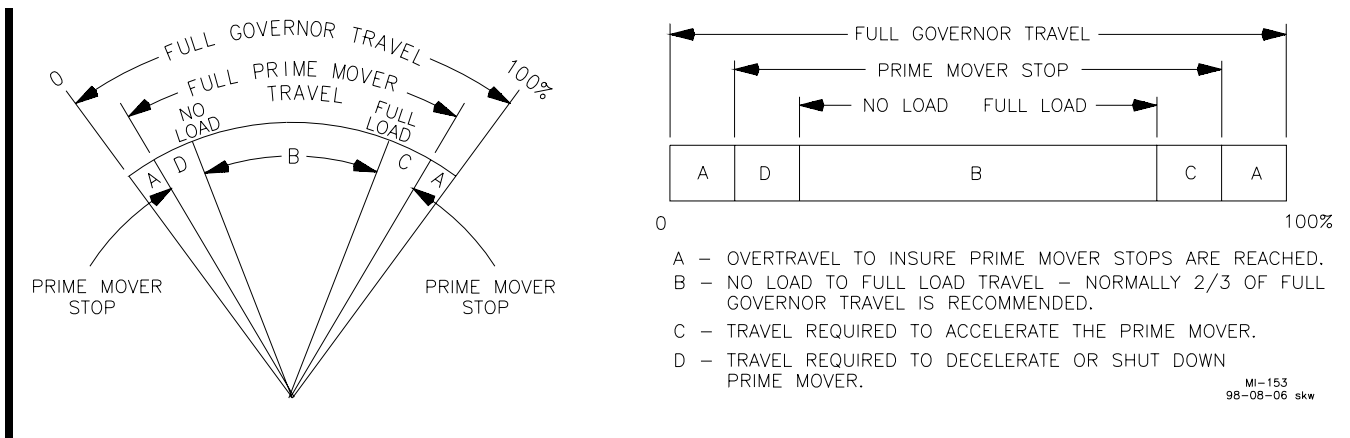 FULL GOVERNOR TRAVEL
0
100%
FULL PRIME MOVER
TRAVEL
NO
LOAD
FULL
LOAD
A
D
B
C
A
PRIME MOVER
STOP
PRIME MOVER
STOP
FULL GOVERNOR TRAVEL
PRIME MOVER STOP
NO LOAD FULL LOAD
A D B C A
0 100%
A – OVERTRAVEL TO INSURE PRIME MOVER STOPS ARE REACHED.
B – NO LOAD TO FULL LOAD TRAVEL – NORMALLY 2/3 OF FULL
GOVERNOR TRAVEL IS RECOMMENDED.
C – TRAVEL REQUIRED TO ACCELERATE THE PRIME MOVER.
D – TRAVEL REQUIRED TO DECELERATE OR SHUT DOWN
PRIME MOVER.
MI–153
98–08–06 skw